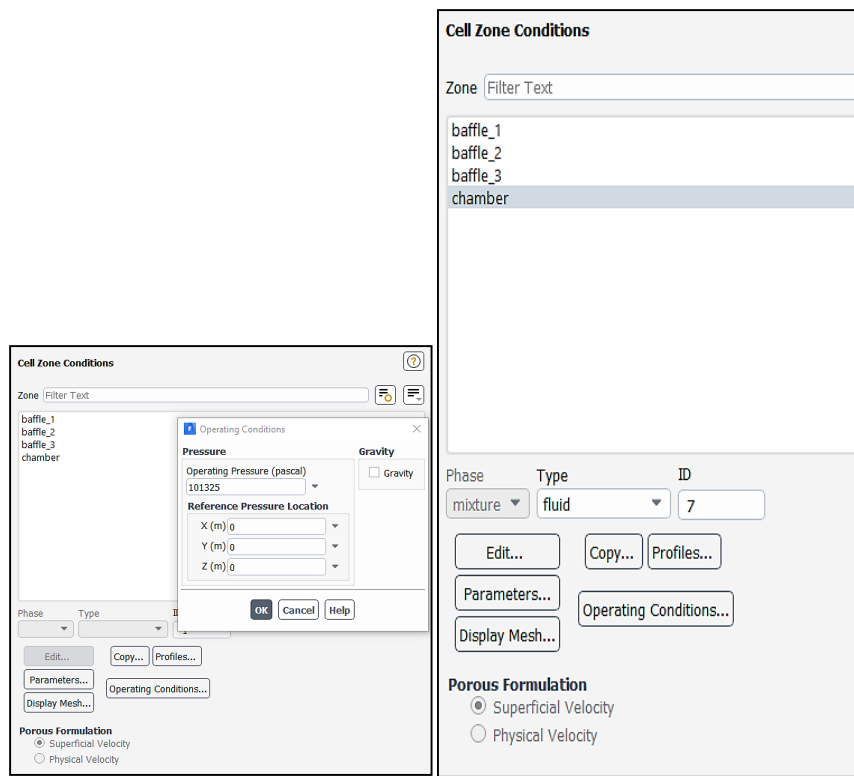 Cell Zone Conditions
Zone Filter Text
baffle_1
baffle_2
baffle_3
chamber
Operating Conditions
Pressure
Gravity
Operating Pressure (pascal)
101325
Gravity
Reference Pressure Location
X (m) 0
Y (m) 0
Z (m) 0
OK Cancel Help
Phase Type
Edit... Copy... Profiles...
Parameters...
Operating Conditions...
Display Mesh...
Porous Formulation
Superficial Velocity
Physical Velocity
Cell Zone Conditions
Zone Filter Text
baffle_1
baffle_2
baffle_3
chamber
Phase Type ID
mixture fluid 7
Edit... Copy... Profiles...
Parameters...
Operating Conditions...
Display Mesh...
Porous Formulation
Superficial Velocity
Physical Velocity